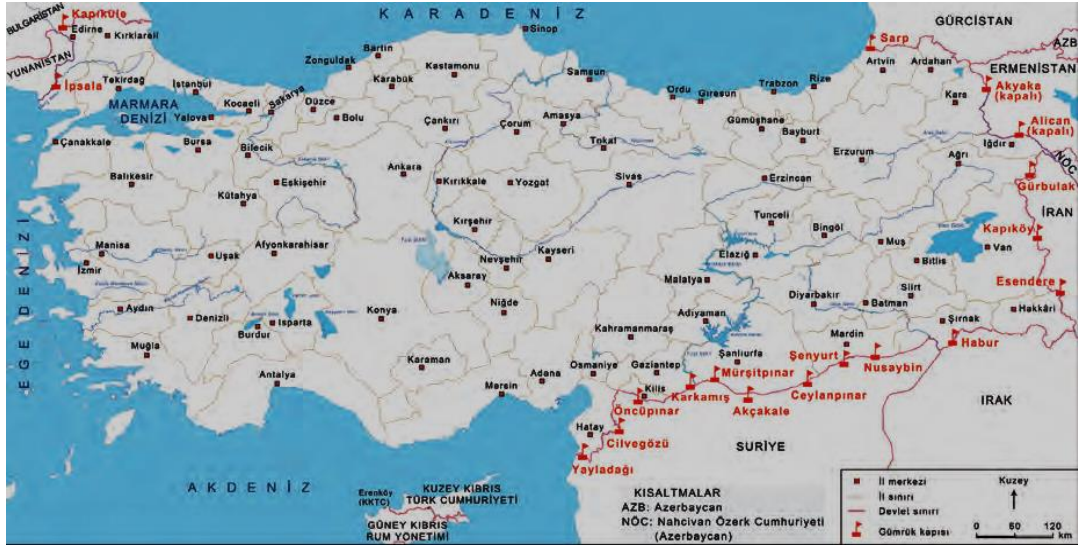 KARADENİZ
BULGARİSTAN
Kapıkule
Edirne
Kırklareli
YUNANİSTAN
İpsala
Tekirdağ
İstanbul
MARMARA
DENİZİ
Yalova
Kocaeli
Sakarya
Düzce
Bolu
Zonguldak
Bartın
Karabük
Kastamonu
Sinop
Samsun
Ordu
Giresun
Trabzon
Rize
Sarp
Artvin
Ardahan
GÜRCİSTAN
AZB
ERMENİSTAN
Akyaka
(kapalı)
Kars
Alican
(kapalı)
Iğdır
NÖC
Çanakkale
Bursa
Bilecik
Çankırı
Çorum
Amasya
Tokat
Gümüşhane
Bayburt
Erzurum
Ağrı
Gürbulak
İRAN
Balıkesir
Kütahya
Eskişehir
Ankara
Kırıkkale
Yozgat
Sivas
Erzincan
Tunceli
Bingöl
Muş
Kapıköy
Van
Bitlis
EGE DENİZİ
Manisa
İzmir
Uşak
Afyonkarahisar
Kırşehir
Nevşehir
Kayseri
Aksaray
Elazığ
Malatya
Esendere
Siirt
Batman
Diyarbakır
Hakkâri
Şırnak
Aydın
Denizli
Burdur
Isparta
Konya
Niğde
Kahramanmaraş
Adıyaman
Mardin
Habur
Muğla
Antalya
Karaman
Mersin
Adana
Osmaniye
Gaziantep
Şanlıurfa
Şenyurt
Nusaybin
Kilis
Mürşitpınar
Karkamış
Ceylanpınar
Akçakale
Öncüpınar
Hatay
Cilvegözü
Yayladağı
SURİYE
IRAK
AKDENİZ
Erenköy
(KKTC)
KUZEY KIBRIS
TÜRK CUMHURİYETİ
GÜNEY KIBRIS
RUM YÖNETİMİ
KISALTMALAR
AZB: Azerbaycan
NÖC: Nahcivan Özerk Cumhuriyeti
(Azerbaycan)
İl merkezi
İl sınırı
Devlet sınırı
Gümrük kapısı
Kuzey
0 60 120
km